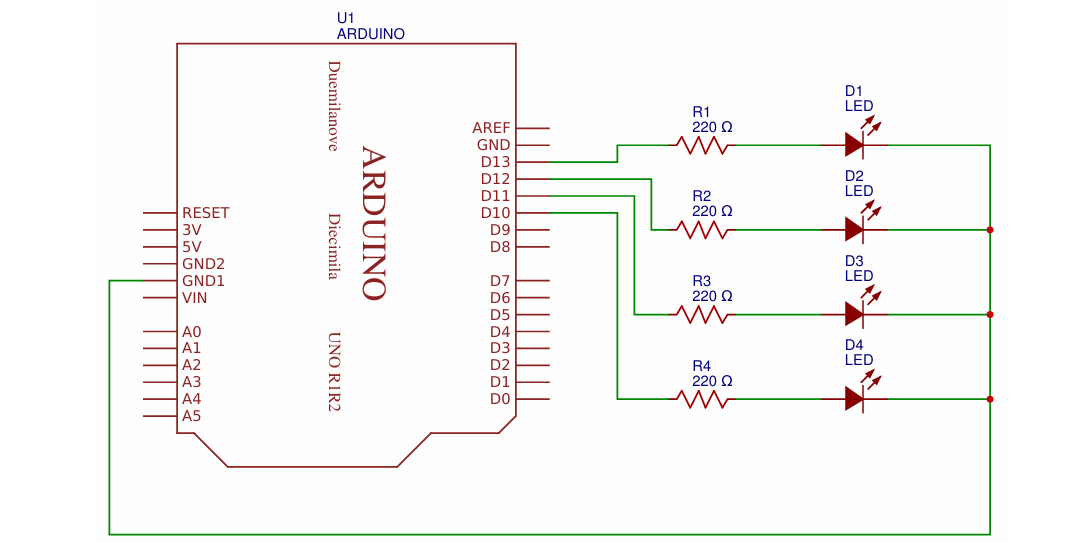 U1
ARDUINO
Duemilanove
Diecimila
UNO R1R2
ARDUINO
RESET
3V
5V
GND2
GND1
VIN
A0
A1
A2
A3
A4
A5
AREF
GND
D13
D12
D11
D10
D9
D8
D7
D6
D5
D4
D3
D2
D1
D0
R1
220 Ω
R2
220 Ω
R3
220 Ω
R4
220 Ω
D1
LED
D2
LED
D3
LED
D4
LED